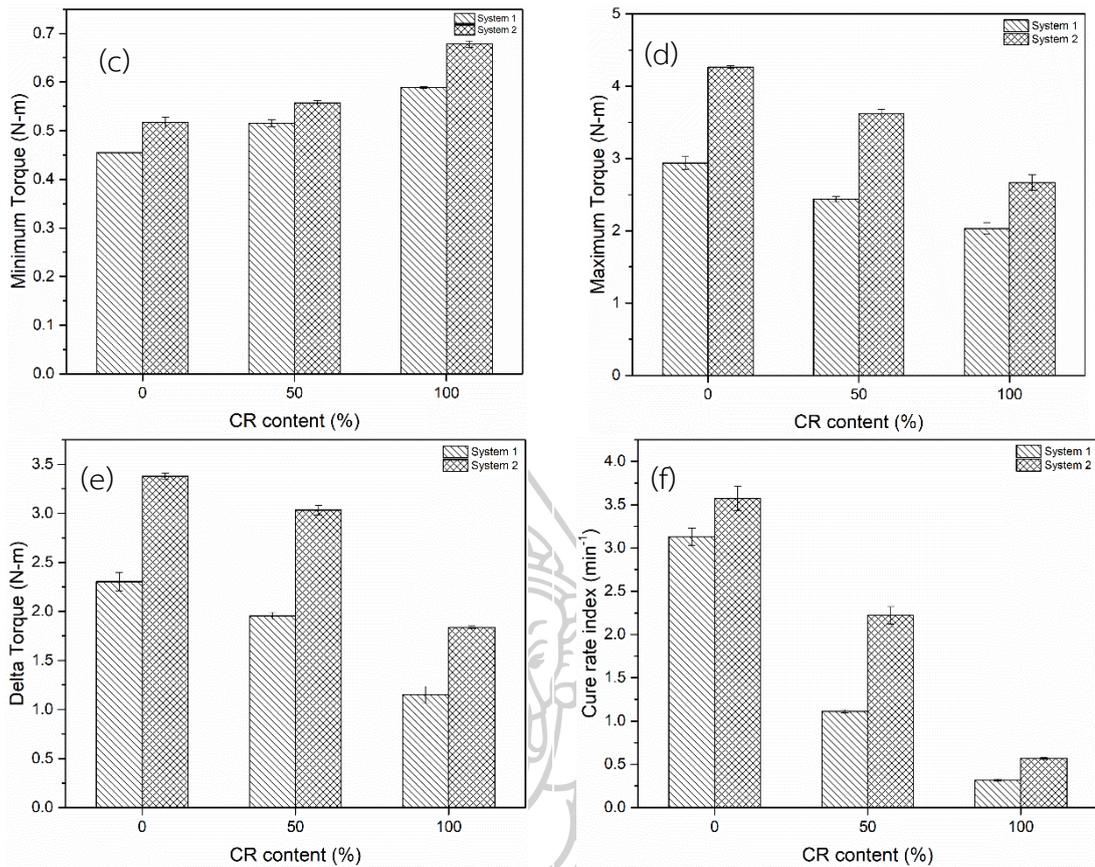 (c)
System 1
System 2
Minimum Torque (N-m)
0.7
0.6
0.5
0.4
0.3
0.2
0.1
0.0
0
50
100
CR content (%)
(d)
System 1
System 2
Maximum Torque (N-m)
5
4
3
2
1
0
0
50
100
CR content (%)
(e)
System 1
System 2
Delta Torque (N-m)
3.5
3.0
2.5
2.0
1.5
1.0
0.5
0.0
0
50
100
CR content (%)
(f)
System 1
System 2
Cure rate index (min⁻¹)
4.0
3.5
3.0
2.5
2.0
1.5
1.0
0.5
0.0
0
50
100
CR content (%)